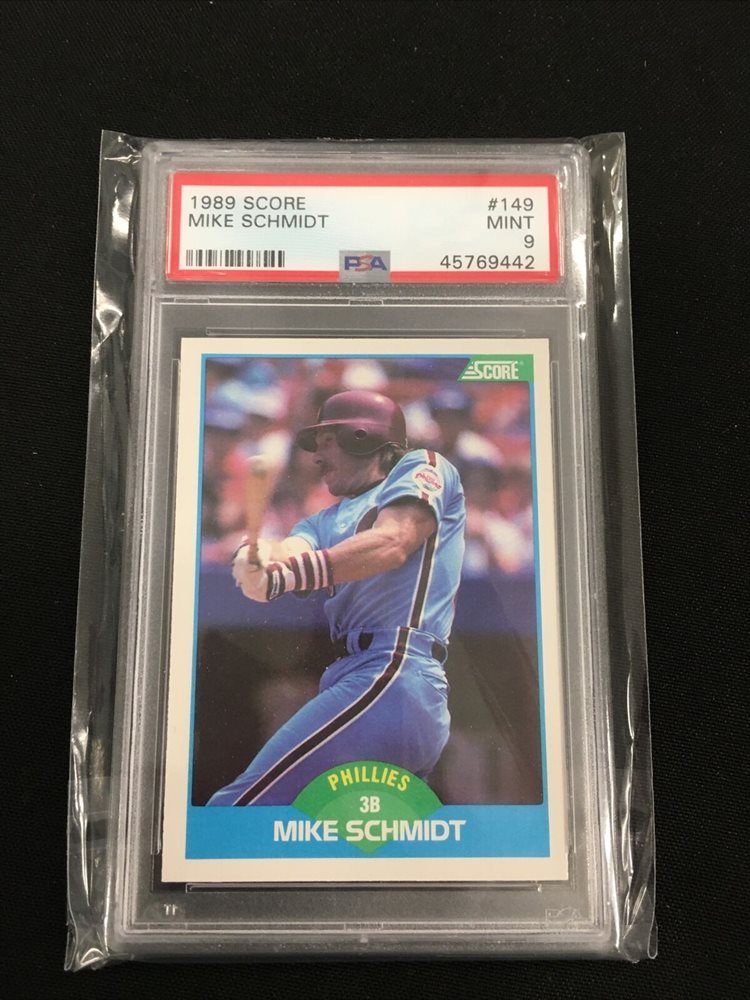 1989 SCORE #149
MIKE SCHMIDT MINT
9
PSA 45769442
SCORE
PHILLIES
3B
MIKE SCHMIDT